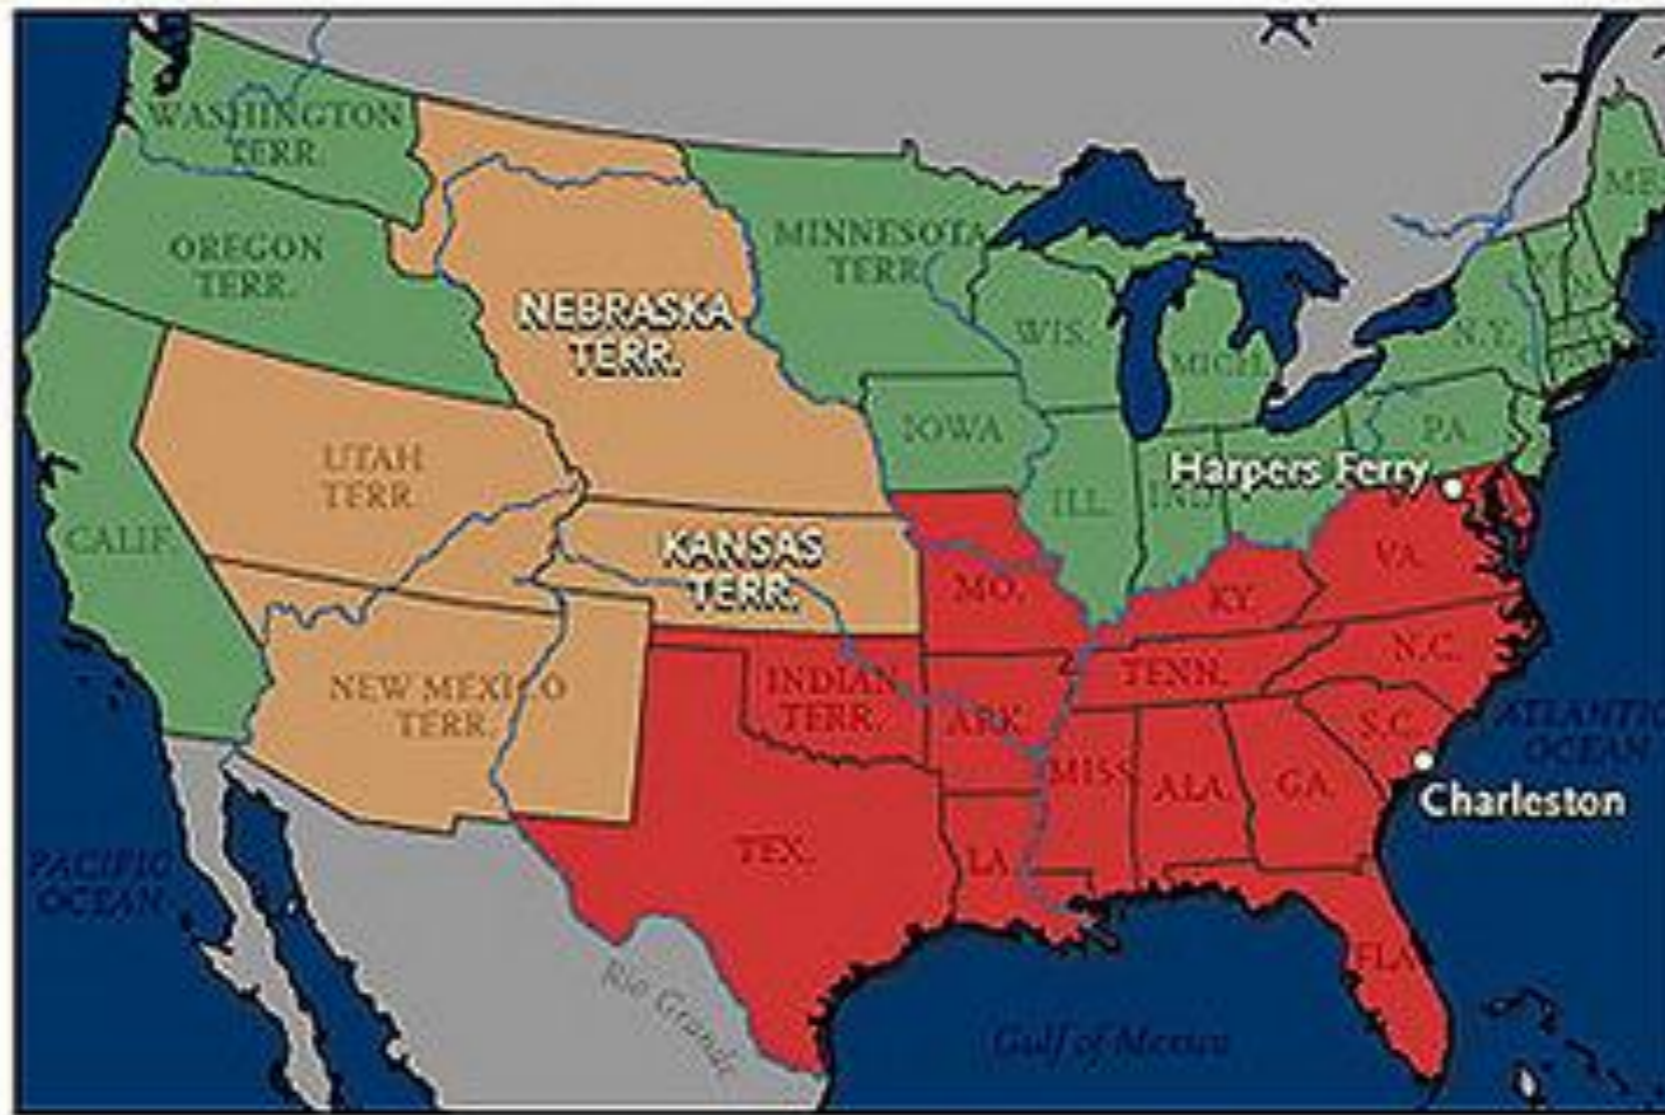 WASHINGTON
TERR.
ME.
OREGON
TERR.
MINNESOTA
TERR.
NEBRASKA
TERR.
WIS.
MICH.
N.Y.
IOWA
PA.
UTAH
TERR.
Harpers Ferry
ILL.
IND.
CALIF.
KANSAS
TERR.
MO.
KY.
VA.
NEW MEXICO
TERR.
INDIAN
TERR.
ARK.
TENN.
N.C.
S.C.
MISS.
ALA.
GA.
ATLANTIC
OCEAN
Charleston
TEX.
LA.
PACIFIC
OCEAN
FLA.
Rio Grande
Gulf of Mexico